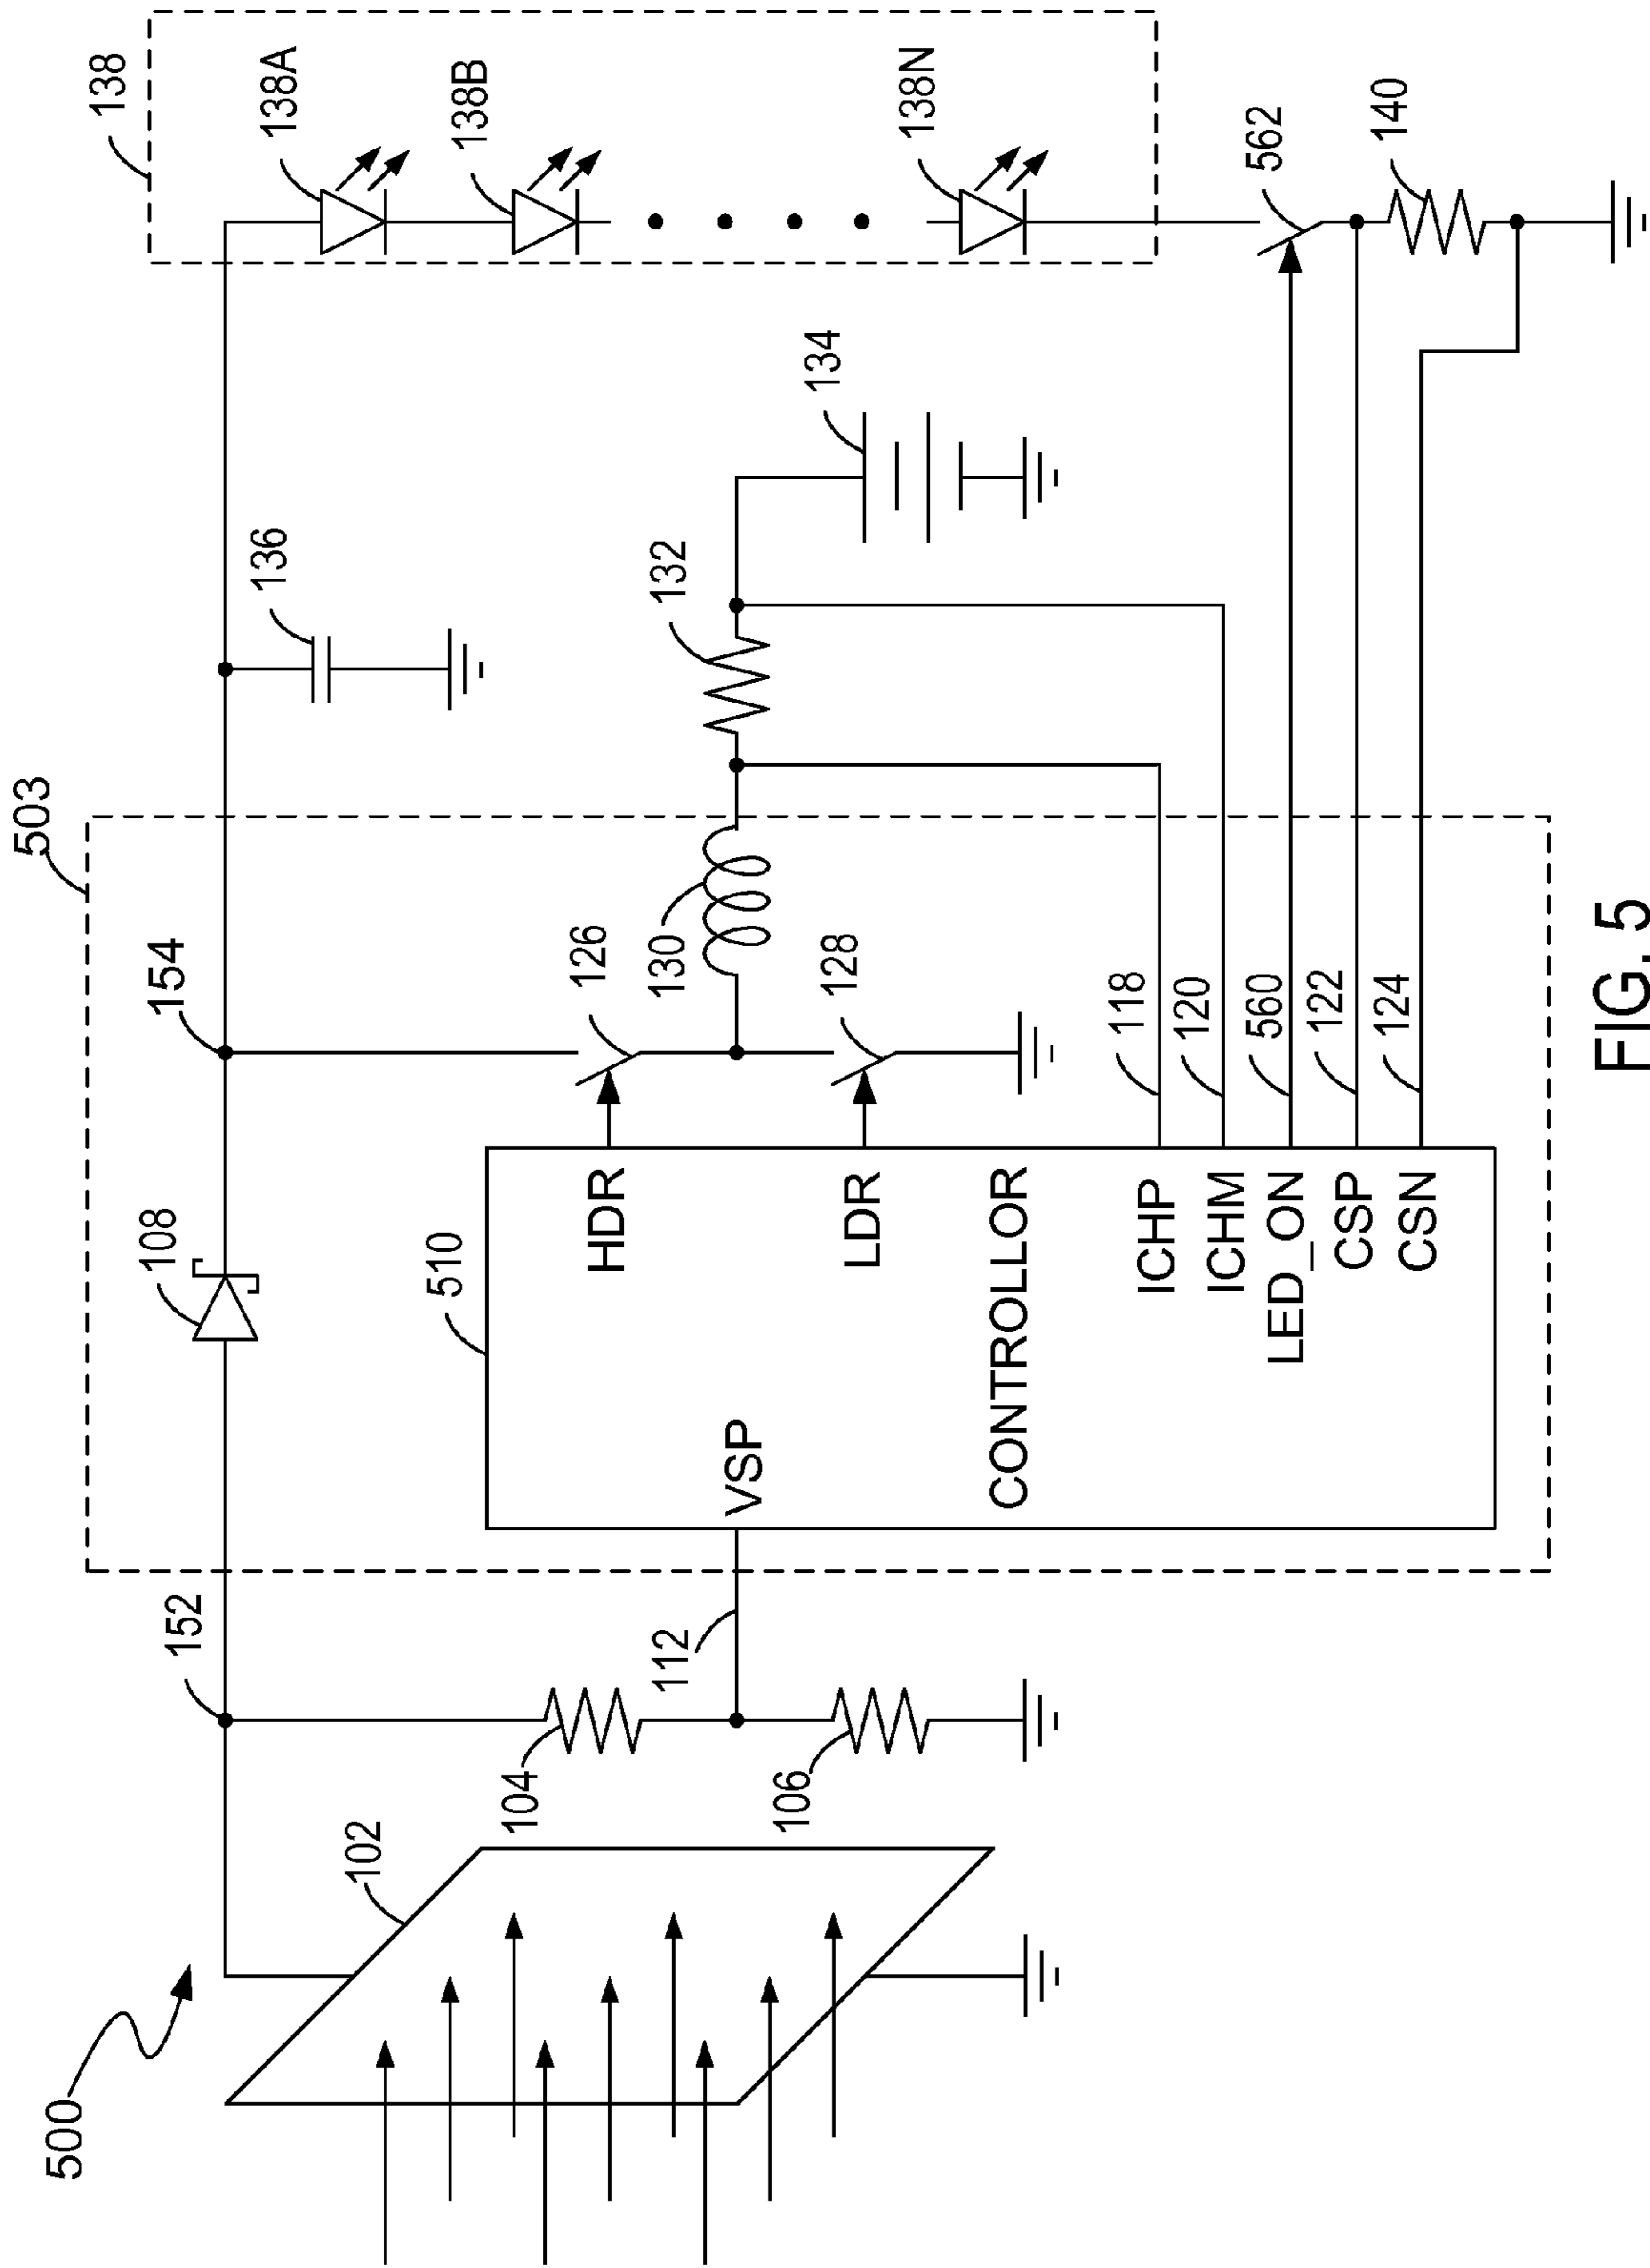 500
102
152
104
112
106
503
108
154
510
VSP
HDR
LDR
CONTROLLOR
ICHP
ICHM
LED_ON
CSP
CSN
126
130
128
118
120
560
122
124
136
132
134
138
138A
138B
138N
562
140
FIG. 5